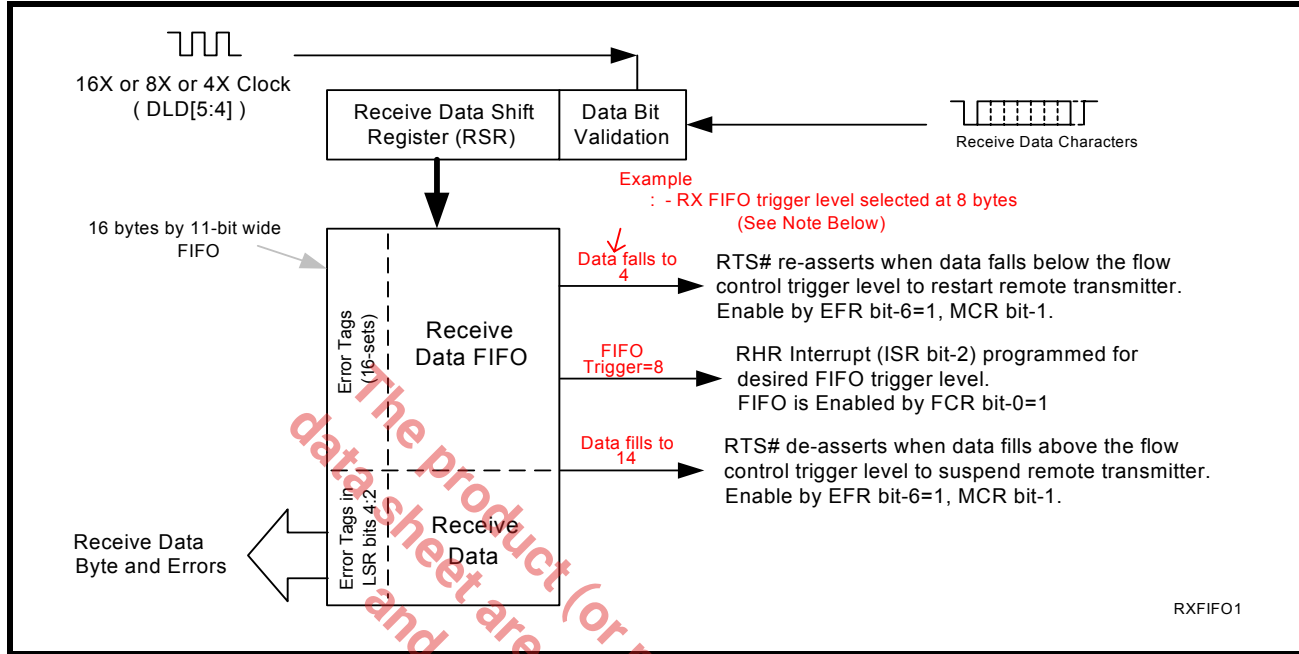 16X or 8X or 4X Clock
( DLD[5:4] )
Receive Data Shift
Register (RSR)
Data Bit
Validation
Receive Data Characters
Example
: - RX FIFO trigger level selected at 8 bytes
(See Note Below)
16 bytes by 11-bit wide
FIFO
Error Tags
(16-sets)
Receive
Data FIFO
Data falls to
4
RTS# re-asserts when data falls below the flow
control trigger level to restart remote transmitter.
Enable by EFR bit-6=1, MCR bit-1.
FIFO
Trigger=8
RHR Interrupt (ISR bit-2) programmed for
desired FIFO trigger level.
FIFO is Enabled by FCR bit-0=1
Data fills to
14
RTS# de-asserts when data fills above the flow
control trigger level to suspend remote transmitter.
Enable by EFR bit-6=1, MCR bit-1.
Error Tags in
LSR bits 4:2
Receive
Data
Receive Data
Byte and Errors
RXFIFO1
The product (or
data sheet are
and